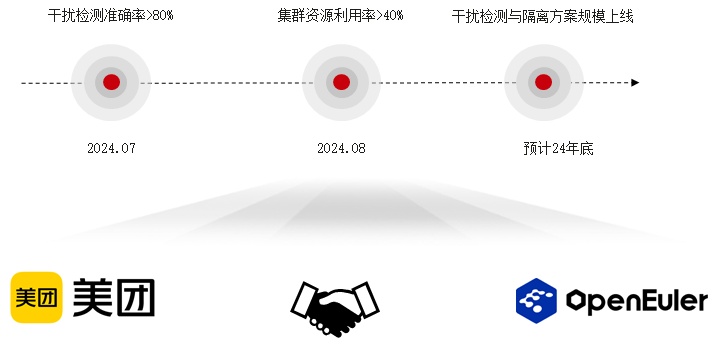 干扰检测准确率>80%
集群资源利用率>40%
干扰检测与隔离方案规模上线
2024.07
2024.08
预计24年底
美团
美团
OpenEuler